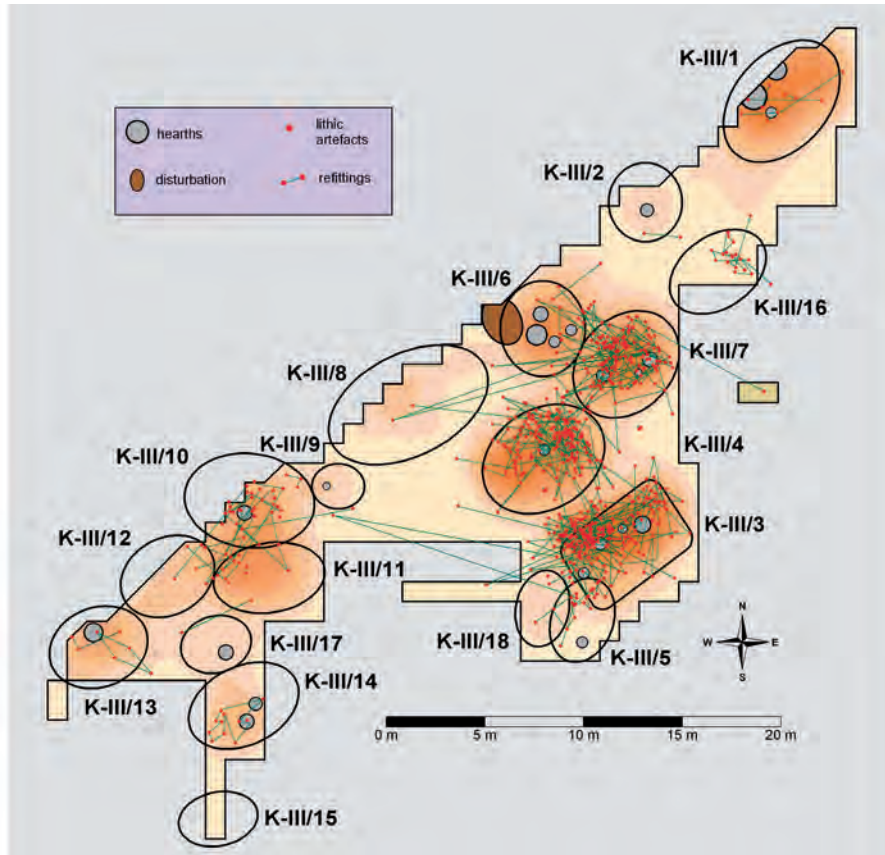 K-III/1
hearths
lithic
artefacts
disturbation
refittings
K-III/2
K-III/16
K-III/6
K-III/7
K-III/8
K-III/4
K-III/9
K-III/10
K-III/3
K-III/12
K-III/11
K-III/18
K-III/5
K-III/17
K-III/14
K-III/13
K-III/15
N
W E
S
0 m 5 m 10 m 15 m 20 m